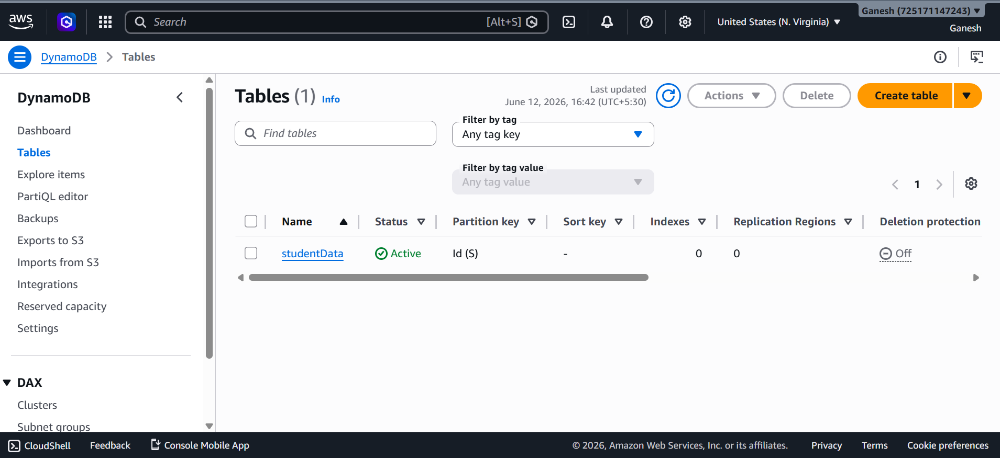 aws
Search [Alt+S]
United States (N. Virginia)
Ganesh (725171147243)
Ganesh
DynamoDB Tables
DynamoDB
Dashboard
Tables
Explore items
PartiQL editor
Backups
Exports to S3
Imports from S3
Integrations
Reserved capacity
Settings
DAX
Clusters
Subnet groups
Tables (1) Info
Last updated
June 12, 2026, 16:42 (UTC+5:30)
Actions
Delete
Create table
Find tables
Filter by tag
Any tag key
Filter by tag value
Any tag value
1
Name Status Partition key Sort key Indexes Replication Regions Deletion protection
studentData Active Id (S) - 0 0 Off
CloudShell Feedback Console Mobile App © 2026, Amazon Web Services, Inc. or its affiliates. Privacy Terms Cookie preferences